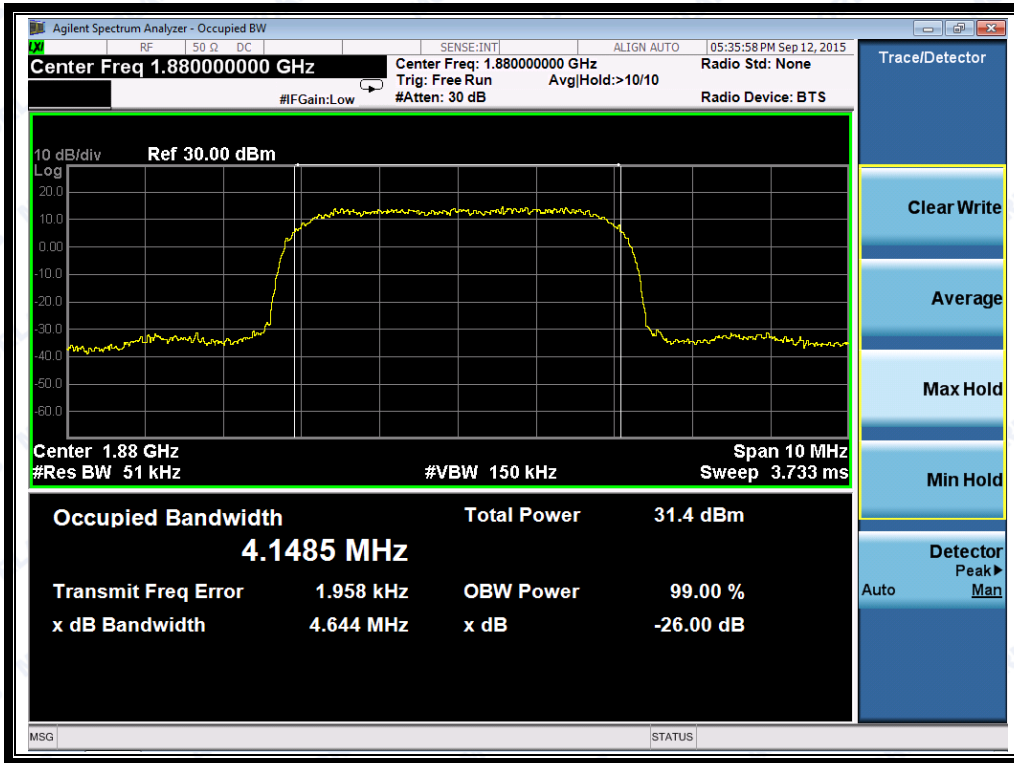 Agilent Spectrum Analyzer - Occupied BW
LXI RF 50 Ω DC SENSE:INT ALIGN AUTO 05:35:58 PM Sep 12, 2015
Center Freq 1.880000000 GHz
Center Freq: 1.880000000 GHz
Radio Std: None
Trig: Free Run Avg|Hold:>10/10
#IFGain:Low
#Atten: 30 dB
Radio Device: BTS
10 dB/div Ref 30.00 dBm
Log
20.0
10.0
0.00
-10.0
-20.0
-30.0
-40.0
-50.0
-60.0
Center 1.88 GHz Span 10 MHz
#Res BW 51 kHz #VBW 150 kHz Sweep 3.733 ms
Occupied Bandwidth Total Power 31.4 dBm
4.1485 MHz
Transmit Freq Error 1.958 kHz OBW Power 99.00 %
x dB Bandwidth 4.644 MHz x dB -26.00 dB
MSG STATUS
Trace/Detector
Clear Write
Average
Max Hold
Min Hold
Detector
Peak▶
Auto Man